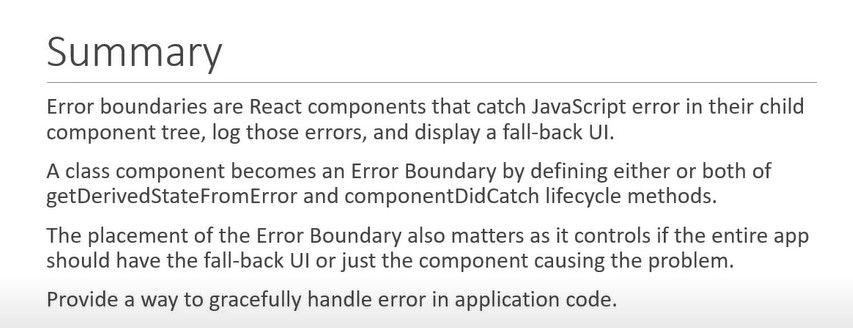 Summary
Error boundaries are React components that catch JavaScript error in their child
component tree, log those errors, and display a fall-back UI.
A class component becomes an Error Boundary by defining either or both of
getDerivedStateFromError and componentDidCatch lifecycle methods.
The placement of the Error Boundary also matters as it controls if the entire app
should have the fall-back UI or just the component causing the problem.
Provide a way to gracefully handle error in application code.